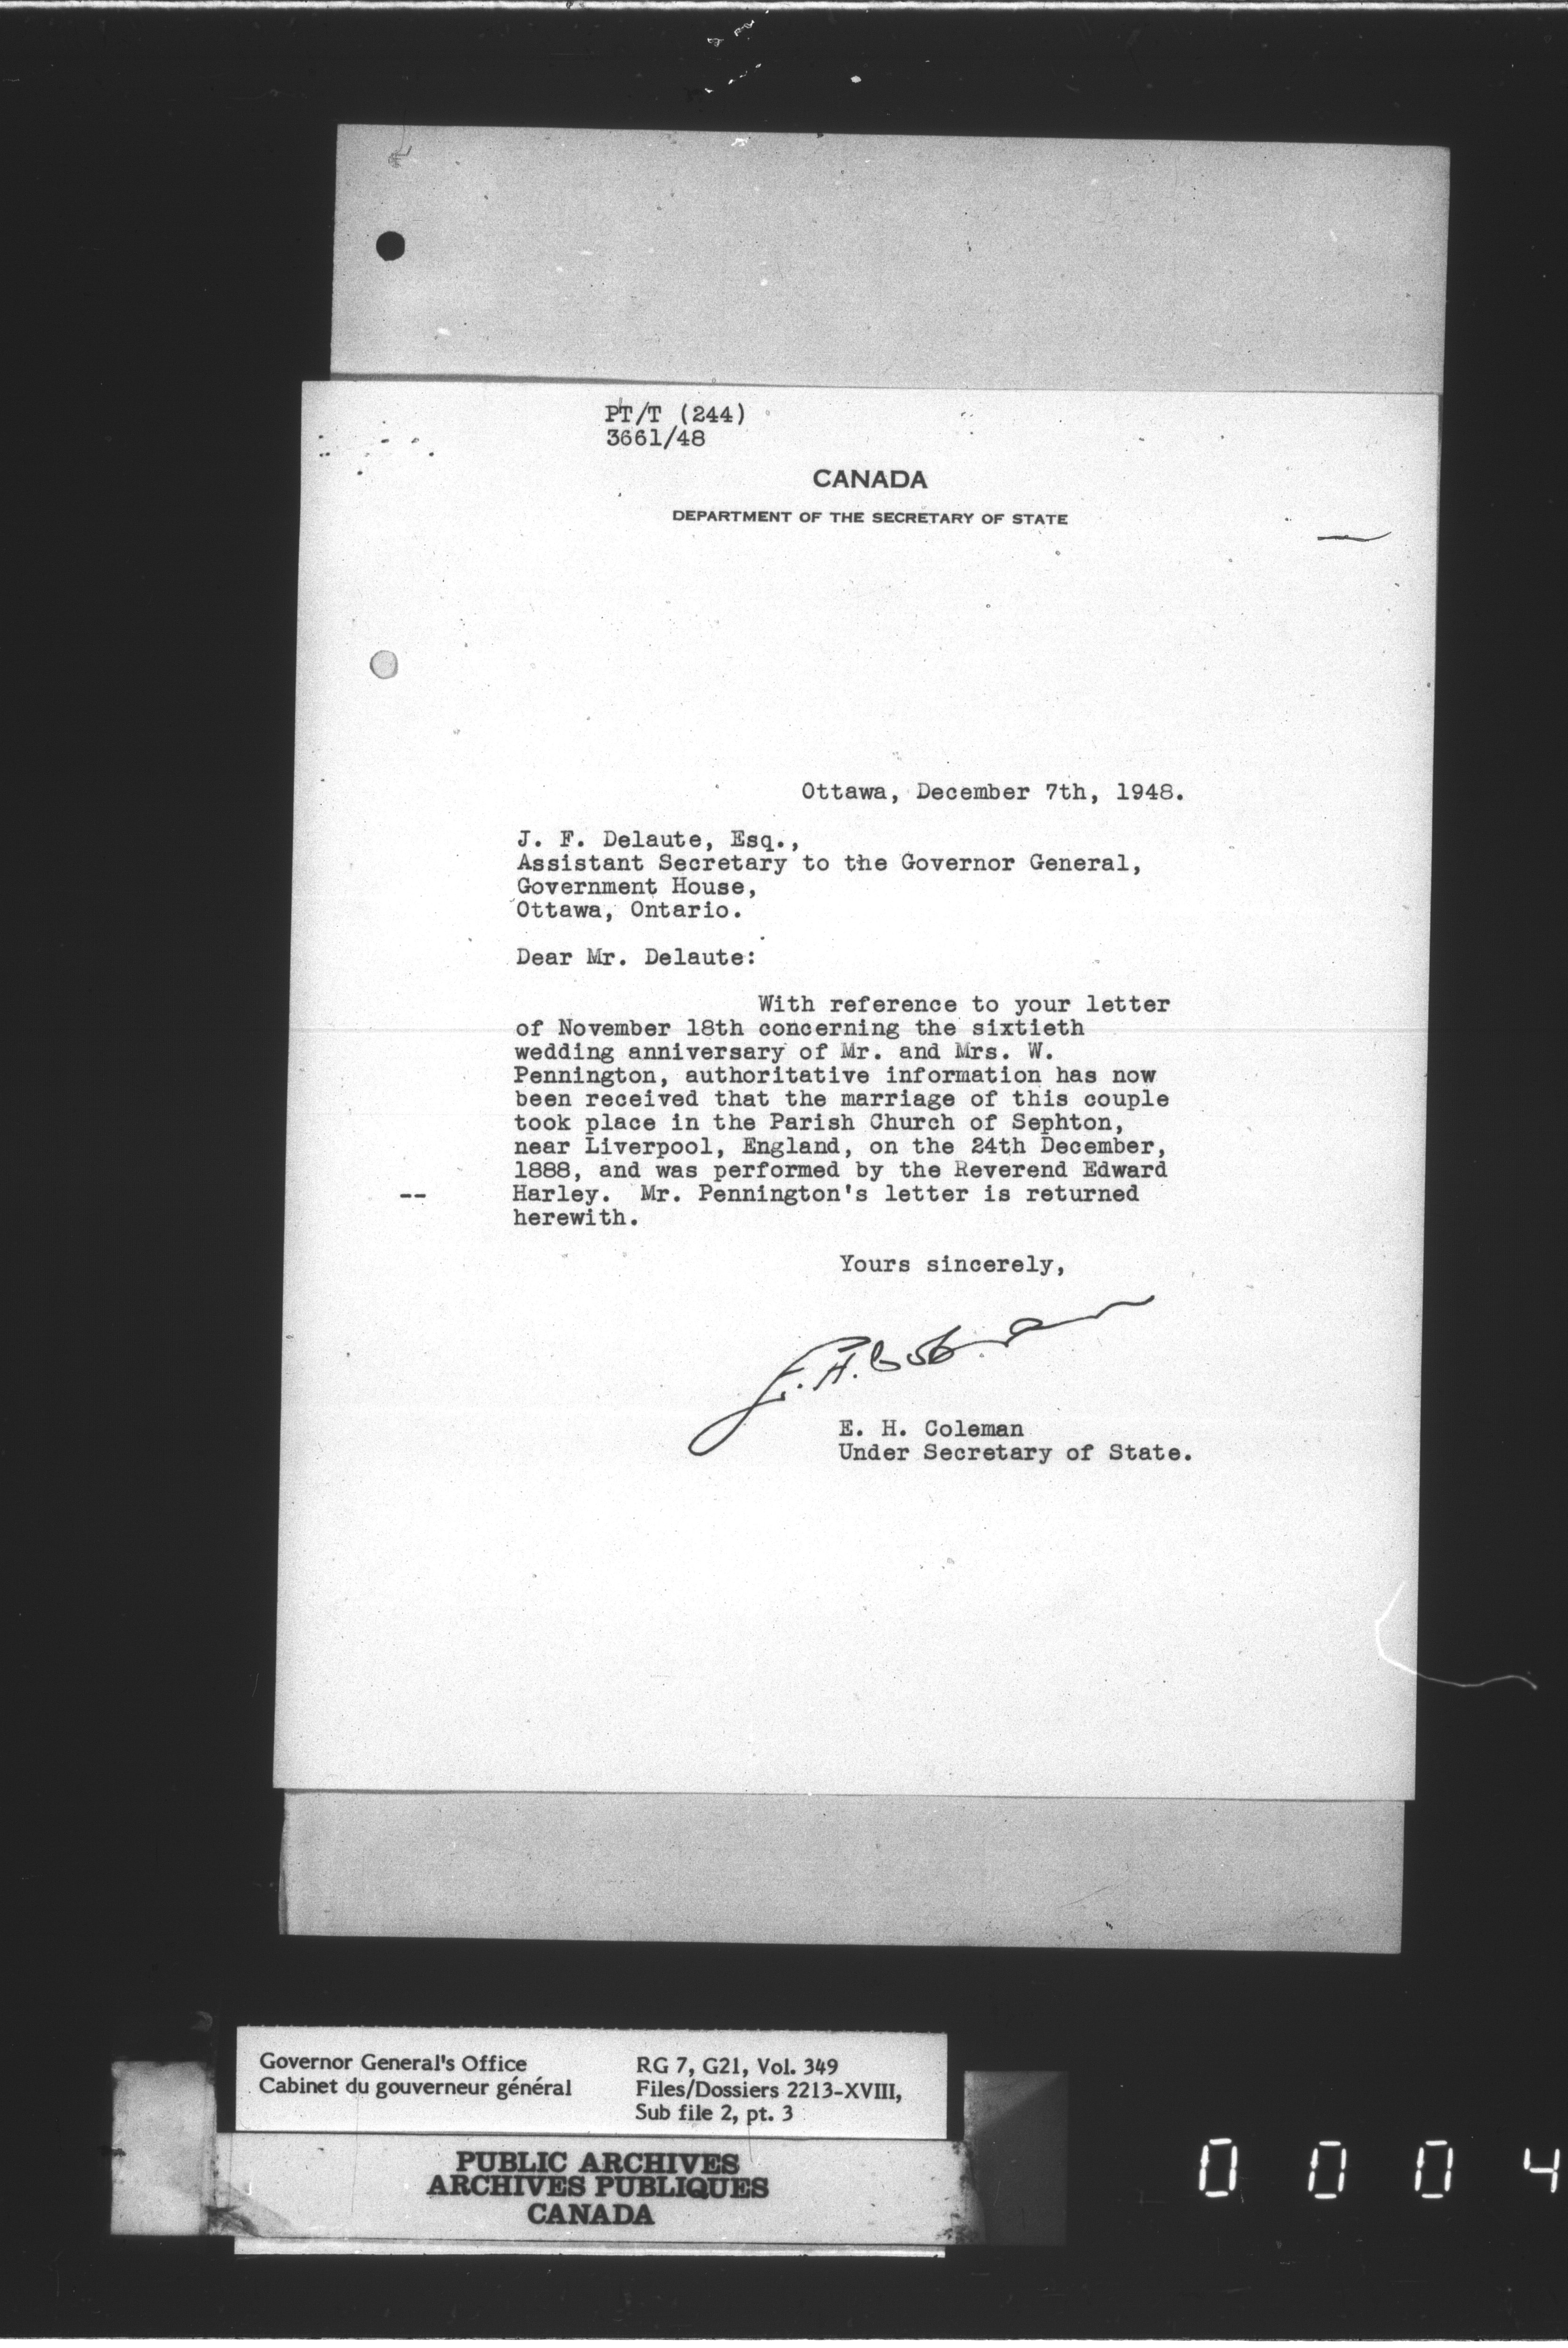 PT/T (244)
3661/48
CANADA
DEPARTMENT OF THE SECRETARY OF STATE
Ottawa, December 7th, 1948.
J. F. Delaute, Esq.,
Assistant Secretary to the Governor General,
Government House,
Ottawa, Ontario.
Dear Mr. Delaute:
With reference to your letter
of November 18th concerning the sixtieth
wedding anniversary of Mr. and Mrs. W.
Pennington, authoritative information has now
been received that the marriage of this couple
took place in the Parish Church of Sephton,
near Liverpool, England, on the 24th December,
1888, and was performed by the Reverend Edward
-- Harley. Mr. Pennington's letter is returned
herewith.
Yours sincerely,
E. H. Coleman
E. H. Coleman
Under Secretary of State.
Governor General's Office
Cabinet du gouverneur général
RG 7, G21, Vol. 349
Files/Dossiers 2213-XVIII,
Sub file 2, pt. 3
PUBLIC ARCHIVES
ARCHIVES PUBLIQUES
CANADA
0 0 0 4